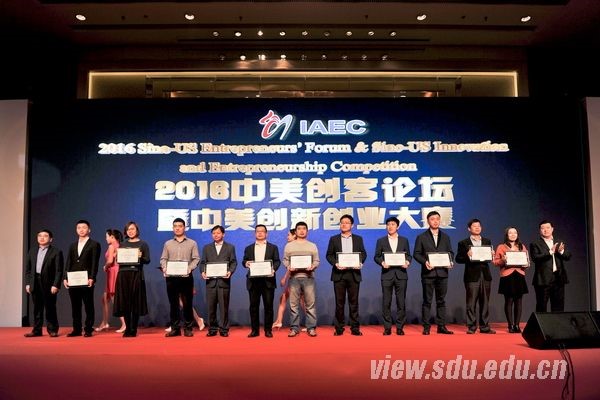 IAEC
2016 Sino-US Entrepreneurs' Forum & Sino-US Innovation
and Entrepreneurship Competition
2016中美创客论坛
暨中美创新创业大赛
view.sdu.edu.cn